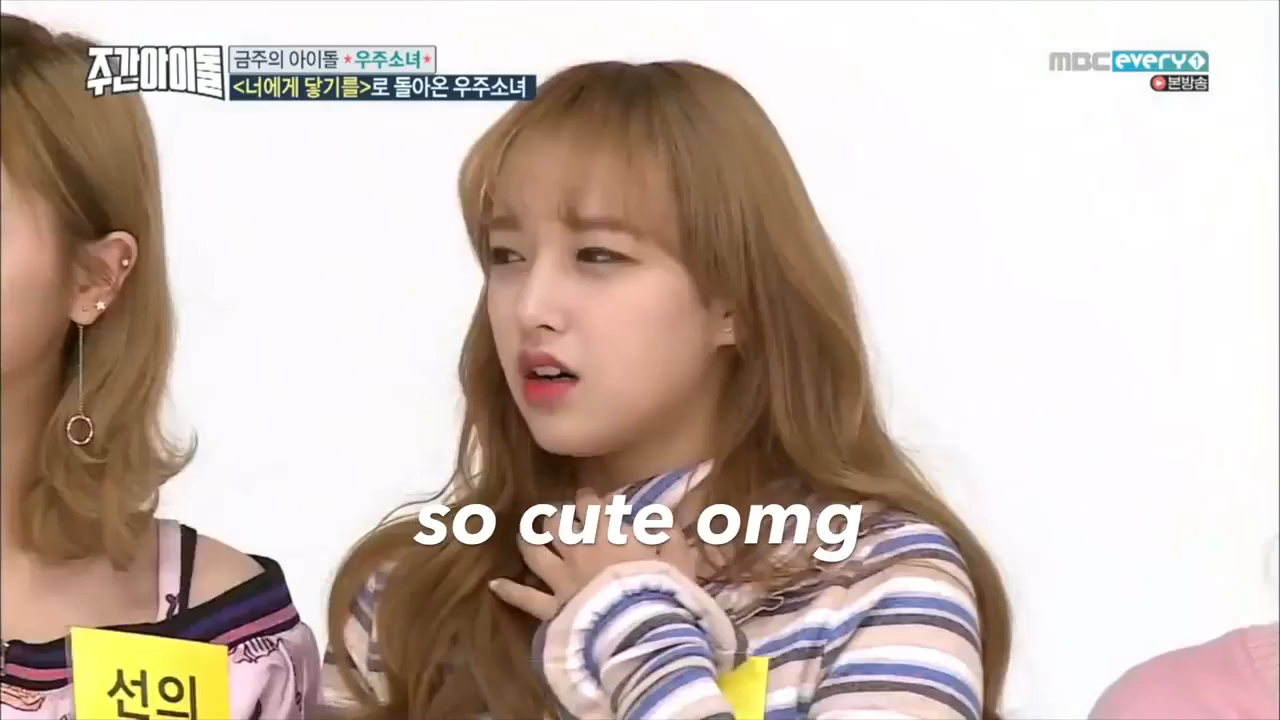 주간아이돌
금주의 아이돌 *우주소녀*
<너에게 닿기를>로 돌아온 우주소녀
MBC every1
본방송
so cute omg
선의